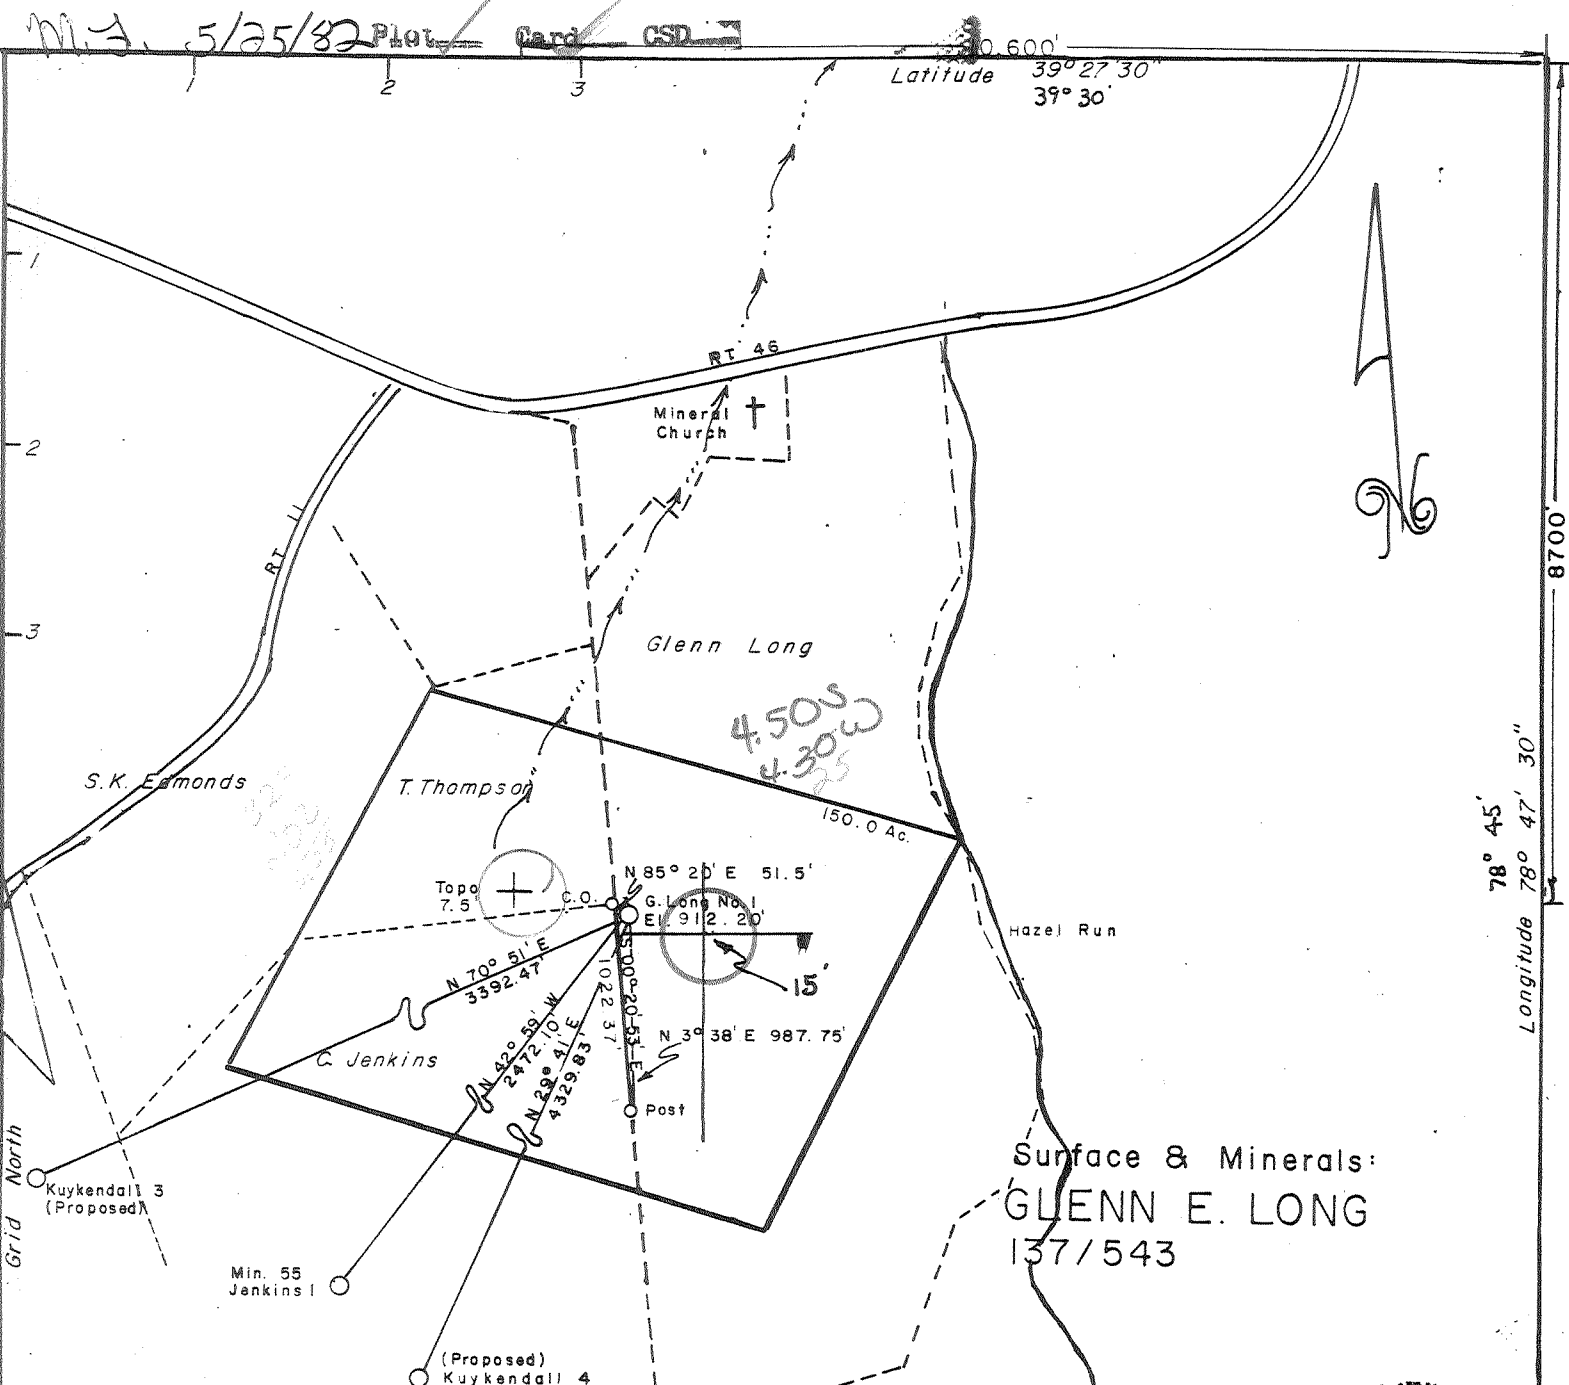 M.J. 5/25/82 Plot Card CSD
0,600'
1 2 3
Latitude 39° 27' 30"
39° 30'
1
RT 46
Mineral
Church
2
RT 11
8700'
3
Glenn Long
4.50S
4.30W
25
S.K. Edmonds
T. Thompson
150.0 Ac.
78° 45'
Longitude 78° 47' 30"
N 85° 20' E 51.5'
Topo
7.5'
C.O.
G. Long No. 1
El. 912.20'
Hazel Run
15'
N 70° 51' E
3392.47'
S 00°-20'-53" E
1022.37'
N 42° 59' W
2472.10'
N 29° 41' E
4329.83'
N 3° 38' E 987.75'
C. Jenkins
Post
Grid North
Surface & Minerals:
GLENN E. LONG
137/543
Kuykendall 3
(Proposed)
Min. 55
Jenkins 1
(Proposed)
Kuykendall 4